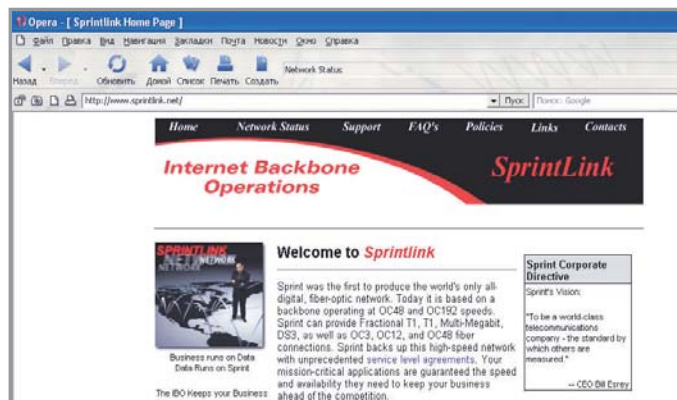 Opera - [ Sprintlink Home Page ]
Файл Правка Вид Навигация Закладки Почта Новости Окно Справка
Назад Вперед Обновить Домой Список Печать Создать Network Status
http://www.sprintlink.net/ Пуск Поиск: Google
Home Network Status Support FAQ's Policies Links Contacts
Internet Backbone
Operations
SprintLink
SPRINTLINK
NETWORK
NETWORK
Business runs on Data
Data Runs on Sprint
The IBO Keeps your Business
Welcome to Sprintlink
Sprint was the first to produce the world's only all-
digital, fiber-optic network. Today it is based on a
backbone operating at OC48 and OC192 speeds.
Sprint can provide Fractional T1, T1, Multi-Megabit,
DS3, as well as OC3, OC12, and OC48 fiber
connections. Sprint backs up this high-speed network
with unprecedented service level agreements. Your
mission-critical applications are guaranteed the speed
and availability they need to keep your business
ahead of the competition.
Sprint Corporate
Directive
Sprint's Vision:
"To be a world-class
telecommunications
company - the standard by
which others are
measured."
-- CEO Bill Esrey